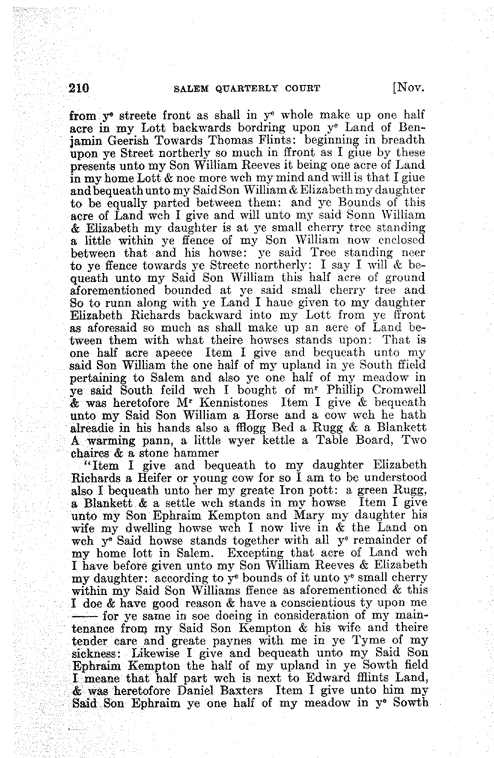 210 SALEM QUARTERLY COURT [Nov.
from yᵉ streete front as shall in yᵉ whole make up one half
acre in my Lott backwards bordring upon yᵉ Land of Ben-
jamin Geerish Towards Thomas Flints: beginning in breadth
upon ye Street northerly so much in ffront as I giue by these
presents unto my Son William Reeves it being one acre of Land
in my home Lott & noe more wch my mind and will is that I giue
and bequeath unto my Said Son William & Elizabeth my daughter
to be equally parted between them: and ye Bounds of this
acre of Land wch I give and will unto my said Sonn William
& Elizabeth my daughter is at ye small cherry tree standing
a little within ye ffence of my Son William now enclosed
between that and his howse: ye said Tree standing neer
to ye ffence towards ye Streete northerly: I say I will & be-
queath unto my Said Son William this half acre of ground
aforementioned bounded at ye said small cherry tree and
So to runn along with ye Land I haue given to my daughter
Elizabeth Richards backward into my Lott from ye ffront
as aforesaid so much as shall make up an acre of Land be-
tween them with what theire howses stands upon: That is
one half acre apeece Item I give and bequeath unto my
said Son William the one half of my upland in ye South ffield
pertaining to Salem and also ye one half of my meadow in
ye said South feild wch I bought of mʳ Phillip Cromwell
& was heretofore Mʳ Kennistones Item I give & bequeath
unto my Said Son William a Horse and a cow wch he hath
alreadie in his hands also a fflogg Bed a Rugg & a Blankett
A warming pann, a little wyer kettle a Table Board, Two
chaires & a stone hammer
"Item I give and bequeath to my daughter Elizabeth
Richards a Heifer or young cow for so I am to be understood
also I bequeath unto her my greate Iron pott: a green Rugg,
a Blankett & a settle wch stands in my howse Item I give
unto my Son Ephraim Kempton and Mary my daughter his
wife my dwelling howse wch I now live in & the Land on
wch yᵉ Said howse stands together with all yᵉ remainder of
my home lott in Salem. Excepting that acre of Land wch
I have before given unto my Son William Reeves & Elizabeth
my daughter: according to yᵉ bounds of it unto yᵉ small cherry
within my Said Son Williams ffence as aforementioned & this
I doe & have good reason & have a conscientious ty upon me
—— for ye same in soe doeing in consideration of my main-
tenance from my Said Son Kempton & his wife and theire
tender care and greate paynes with me in ye Tyme of my
sickness: Likewise I give and bequeath unto my Said Son
Ephraim Kempton the half of my upland in ye Sowth field
I meane that half part wch is next to Edward fflints Land,
& was heretofore Daniel Baxters Item I give unto him my
Said Son Ephraim ye one half of my meadow in yᵉ Sowth